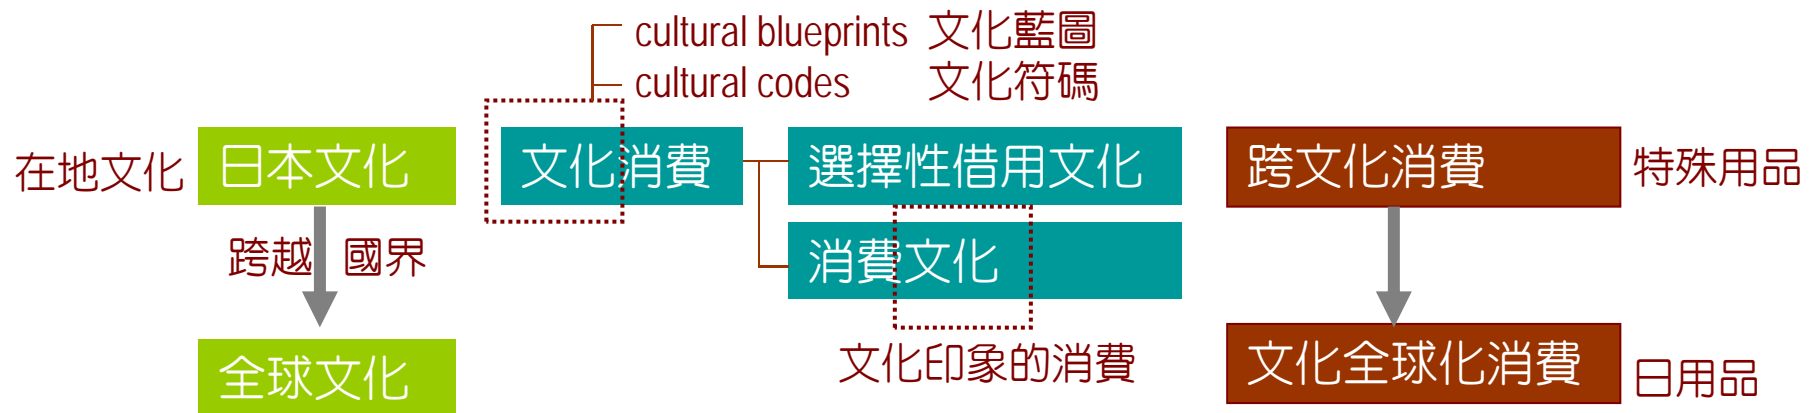 cultural blueprints 文化藍圖
cultural codes 文化符碼
在地文化
日本文化
跨越 國界
全球文化
文化消費
選擇性借用文化
消費文化
文化印象的消費
跨文化消費
特殊用品
文化全球化消費
日用品